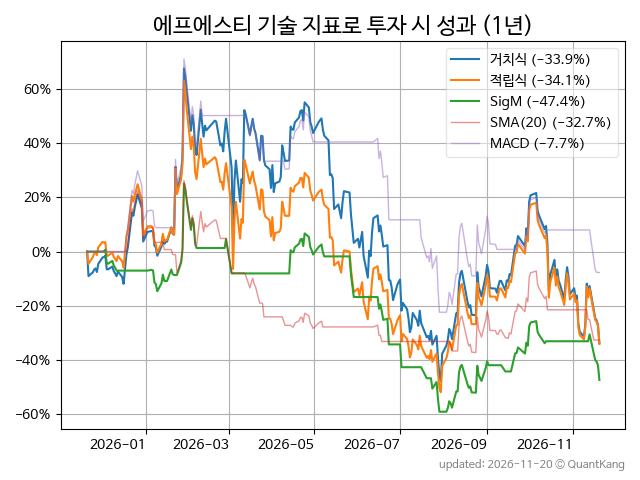 에프에스티 기술 지표로 투자 시 성과 (1년)
거치식 (−33.9%)
적립식 (−34.1%)
SigM (−47.4%)
SMA(20) (−32.7%)
MACD (−7.7%)
60%
40%
20%
0%
−20%
−40%
−60%
2026-01 2026-03 2026-05 2026-07 2026-09 2026-11
updated: 2026-11-20 © QuantKang